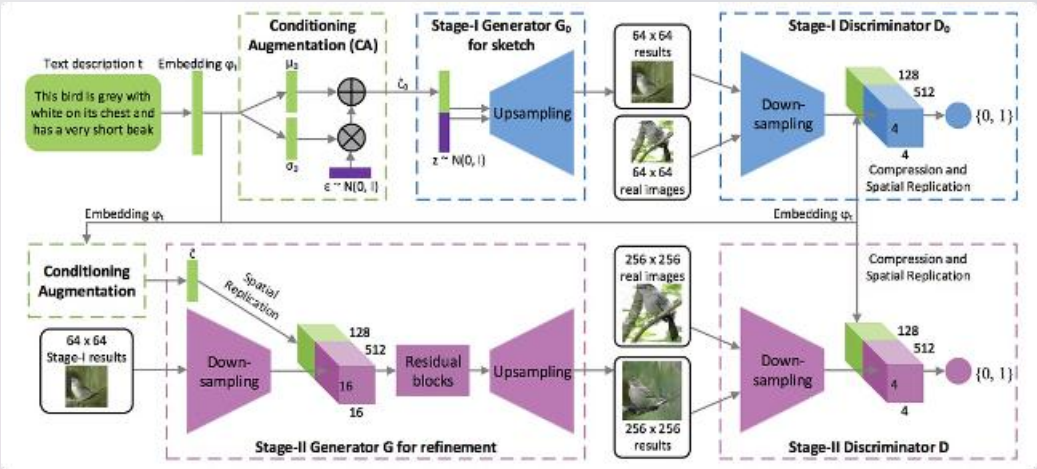 Conditioning
Augmentation (CA)
Stage-I Generator G₀
for sketch
Stage-I Discriminator D₀
Text description t
Embedding φₜ
This bird is grey with
white on its chest and
has a very short beak
μ₀
σ₀
ε ~ N(0, I)
ĉ₀
z ~ N(0, I)
Upsampling
64 x 64
results
64 x 64
real images
Down-
sampling
128
512
4
4
{0, 1}
Compression and
Spatial Replication
Embedding φₜ
Embedding φₜ
Conditioning
Augmentation
64 x 64
Stage-I results
ĉ
Spatial
Replication
Down-
sampling
128
512
16
16
Residual
blocks
Upsampling
Stage-II Generator G for refinement
256 x 256
real images
256 x 256
results
Compression and
Spatial Replication
Down-
sampling
128
512
4
4
{0, 1}
Stage-II Discriminator D